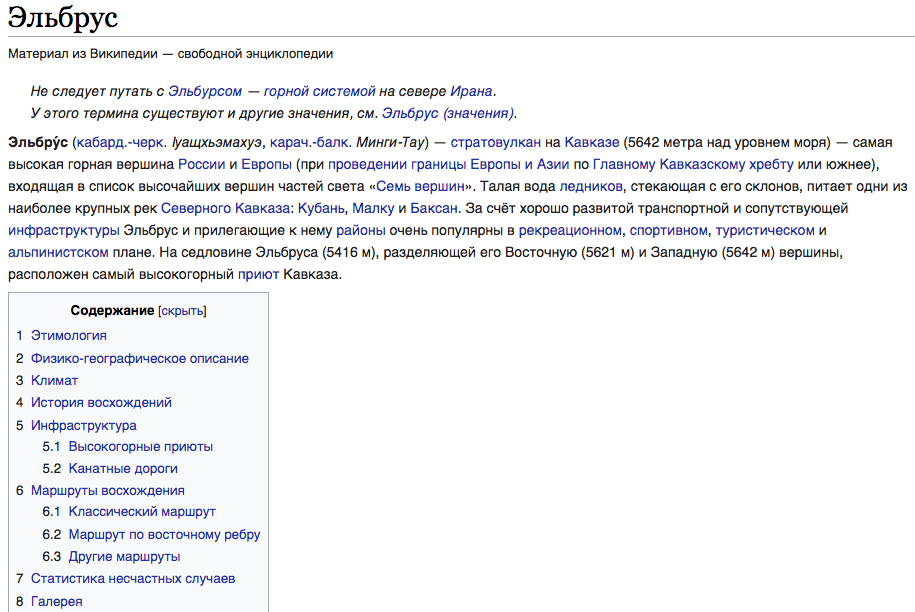 Эльбрус
Материал из Википедии — свободной энциклопедии
Не следует путать с Эльбурсом — горной системой на севере Ирана.
У этого термина существуют и другие значения, см. Эльбрус (значения).
Эльбру́с (кабард.-черк. Ӏуащхьэмахуэ, карач.-балк. Минги-Тау) — стратовулкан на Кавказе (5642 метра над уровнем моря) — самая
высокая горная вершина России и Европы (при проведении границы Европы и Азии по Главному Кавказскому хребту или южнее),
входящая в список высочайших вершин частей света «Семь вершин». Талая вода ледников, стекающая с его склонов, питает одни из
наиболее крупных рек Северного Кавказа: Кубань, Малку и Баксан. За счёт хорошо развитой транспортной и сопутствующей
инфраструктуры Эльбрус и прилегающие к нему районы очень популярны в рекреационном, спортивном, туристическом и
альпинистском плане. На седловине Эльбруса (5416 м), разделяющей его Восточную (5621 м) и Западную (5642 м) вершины,
расположен самый высокогорный приют Кавказа.
Содержание [скрыть]
1 Этимология
2 Физико-географическое описание
3 Климат
4 История восхождений
5 Инфраструктура
5.1 Высокогорные приюты
5.2 Канатные дороги
6 Маршруты восхождения
6.1 Классический маршрут
6.2 Маршрут по восточному ребру
6.3 Другие маршруты
7 Статистика несчастных случаев
8 Галерея